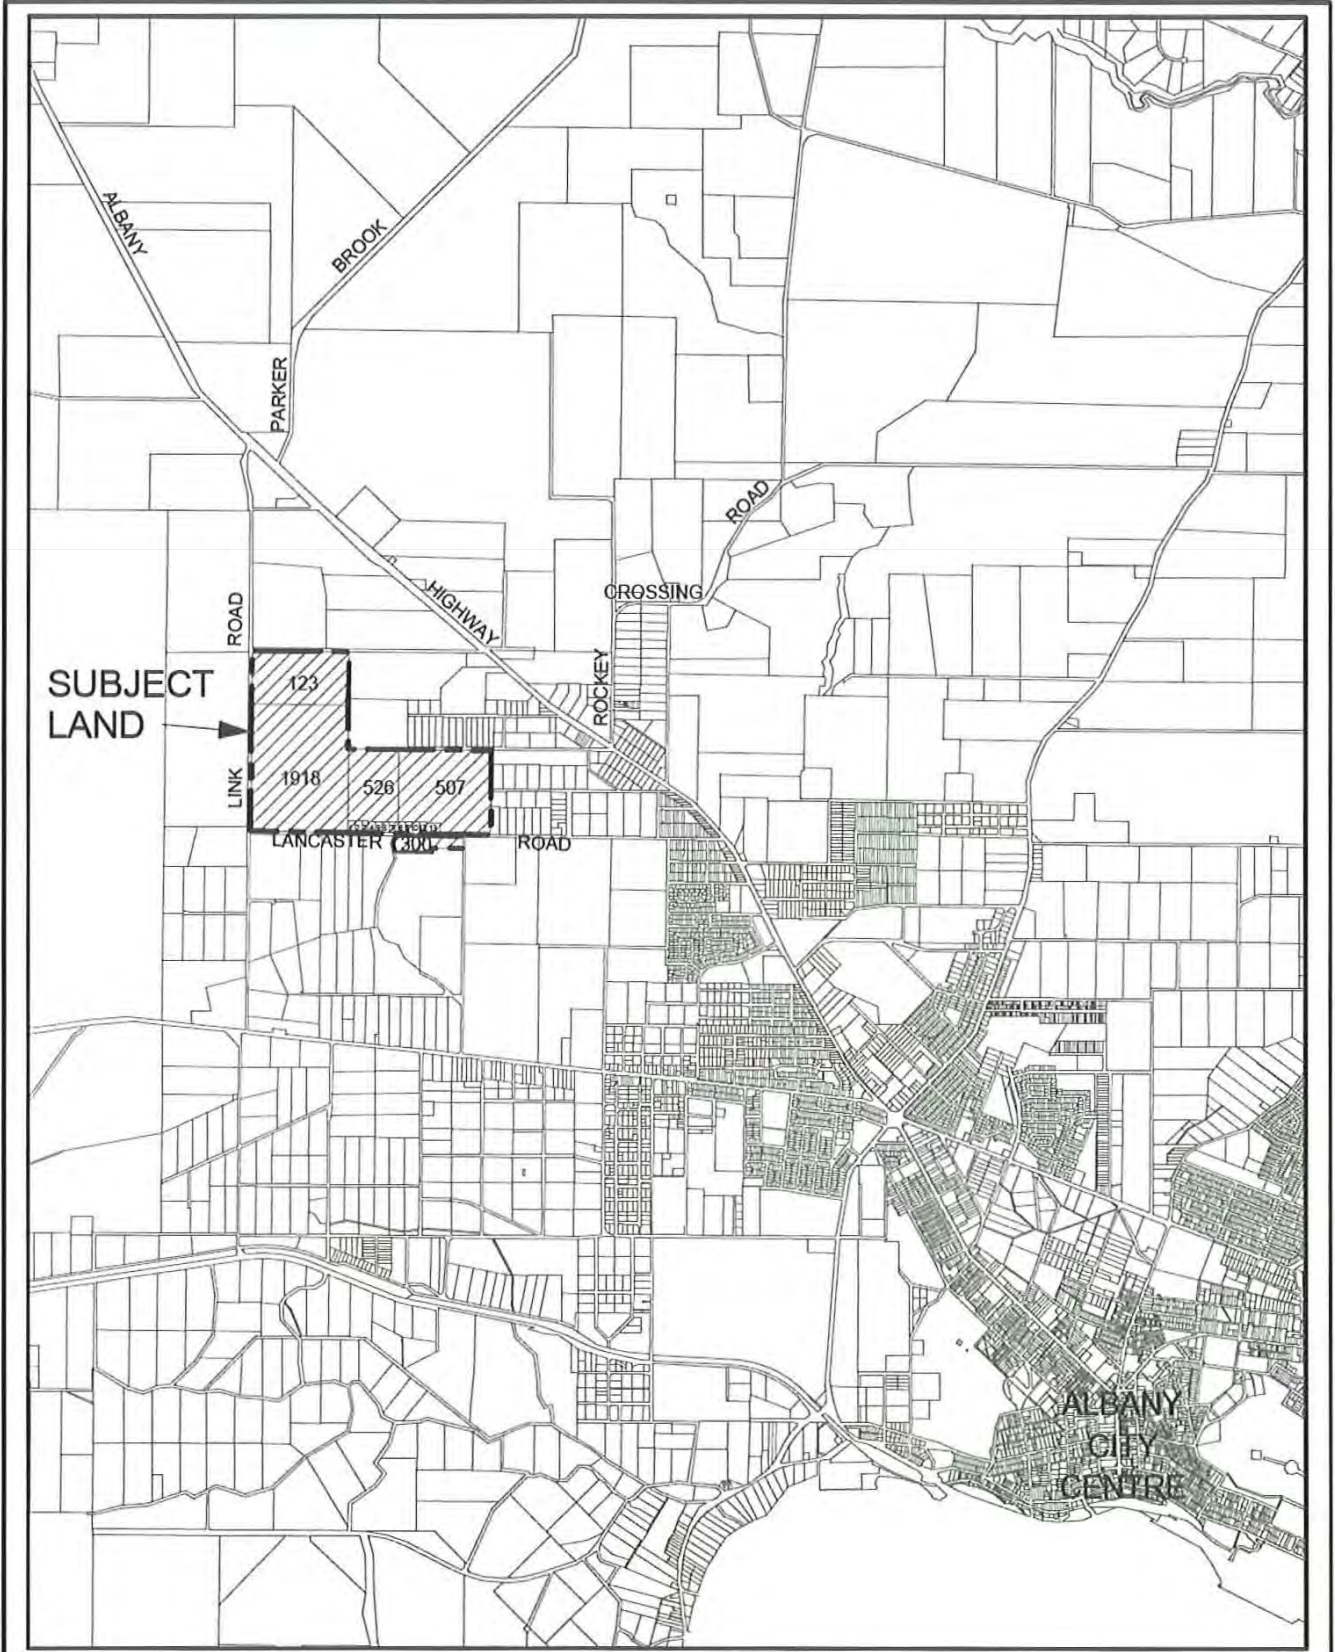 ALBANY
BROOK
PARKER
ROAD
CROSSING
HIGHWAY
ROAD
ROCKEY
SUBJECT
LAND
123
LINK
1918
526
507
LANCASTER
300
ROAD
ALBANY
CITY
CENTRE